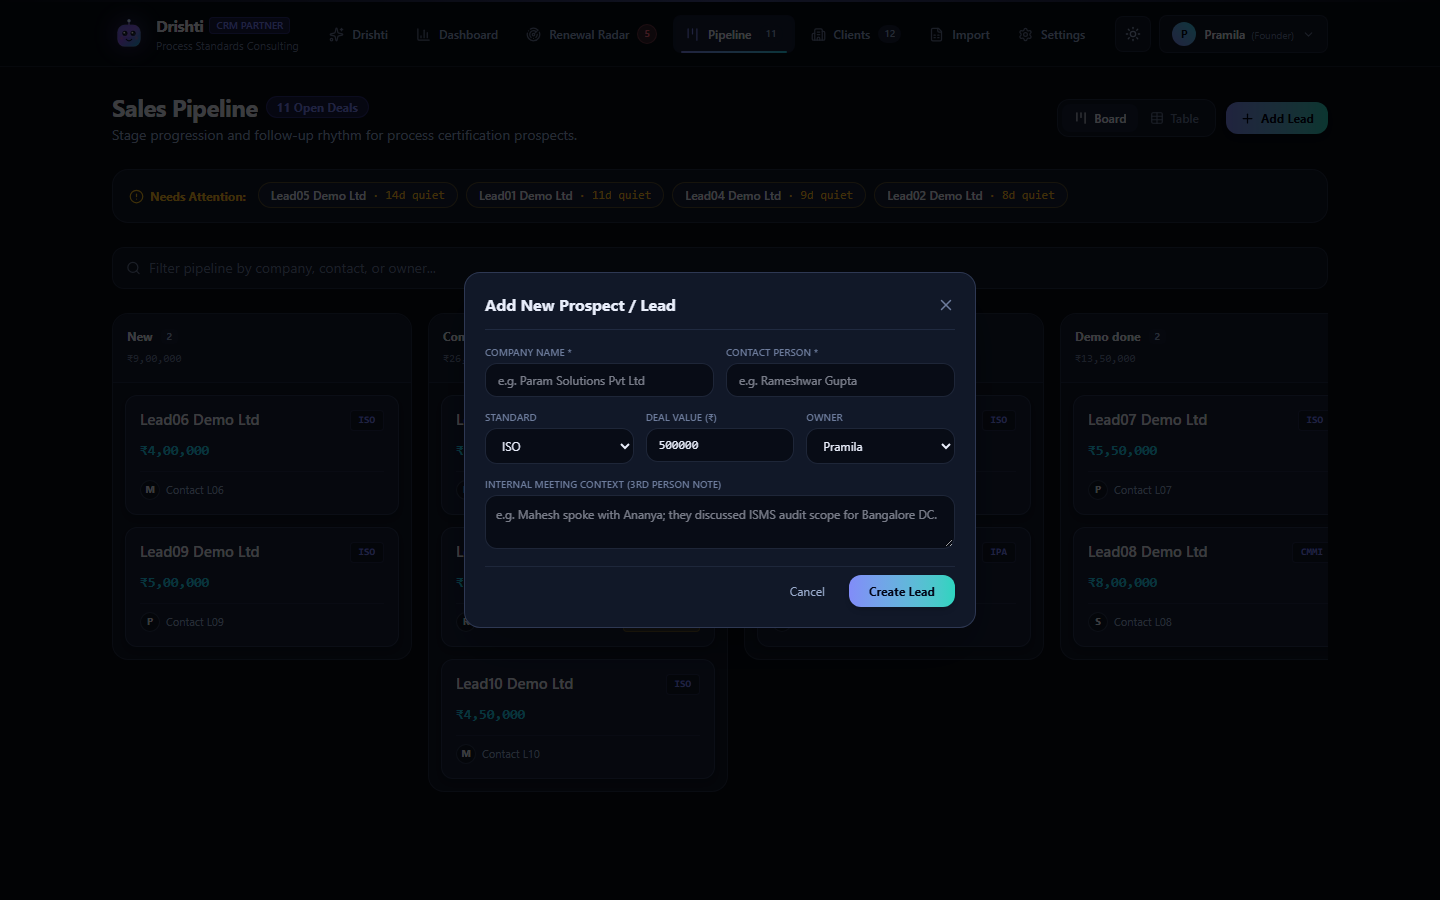 Drishti CRM PARTNER
Process Standards Consulting
Drishti
Dashboard
Renewal Radar 5
Pipeline 11
Clients 12
Import
Settings
P Pramila (Founder)
Sales Pipeline 11 Open Deals
Stage progression and follow-up rhythm for process certification prospects.
Board
Table
+ Add Lead
Needs Attention:
Lead05 Demo Ltd · 14d quiet
Lead01 Demo Ltd · 11d quiet
Lead04 Demo Ltd · 9d quiet
Lead02 Demo Ltd · 8d quiet
Filter pipeline by company, contact, or owner...
Add New Prospect / Lead
COMPANY NAME *
CONTACT PERSON *
e.g. Param Solutions Pvt Ltd
e.g. Rameshwar Gupta
STANDARD
DEAL VALUE (₹)
OWNER
ISO
500000
Pramila
INTERNAL MEETING CONTEXT (3RD PERSON NOTE)
e.g. Mahesh spoke with Ananya; they discussed ISMS audit scope for Bangalore DC.
Cancel
Create Lead
New 2
₹9,00,000
Lead06 Demo Ltd ISO
₹4,00,000
M Contact L06
Lead09 Demo Ltd ISO
₹5,00,000
P Contact L09
Con
₹26,
L
₹
L
₹
Lead10 Demo Ltd ISO
₹4,50,000
M Contact L10
ISO
IPA
Demo done 2
₹13,50,000
Lead07 Demo Ltd ISO
₹5,50,000
P Contact L07
Lead08 Demo Ltd CMMI
₹8,00,000
S Contact L08